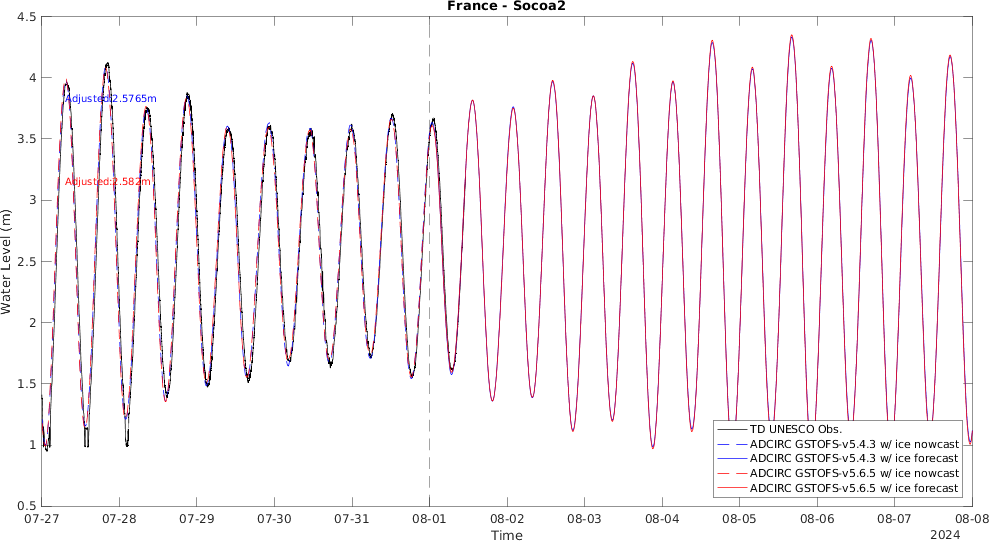 France - Socoa2
4.5
4
3.5
3
2.5
2
1.5
1
0.5
Water Level (m)
Adjusted:2.5765m
Adjusted:2.582m
TD UNESCO Obs.
ADCIRC GSTOFS-v5.4.3 w/ ice nowcast
ADCIRC GSTOFS-v5.4.3 w/ ice forecast
ADCIRC GSTOFS-v5.6.5 w/ ice nowcast
ADCIRC GSTOFS-v5.6.5 w/ ice forecast
07-27 07-28 07-29 07-30 07-31 08-01 08-02 08-03 08-04 08-05 08-06 08-07 08-08
Time
2024